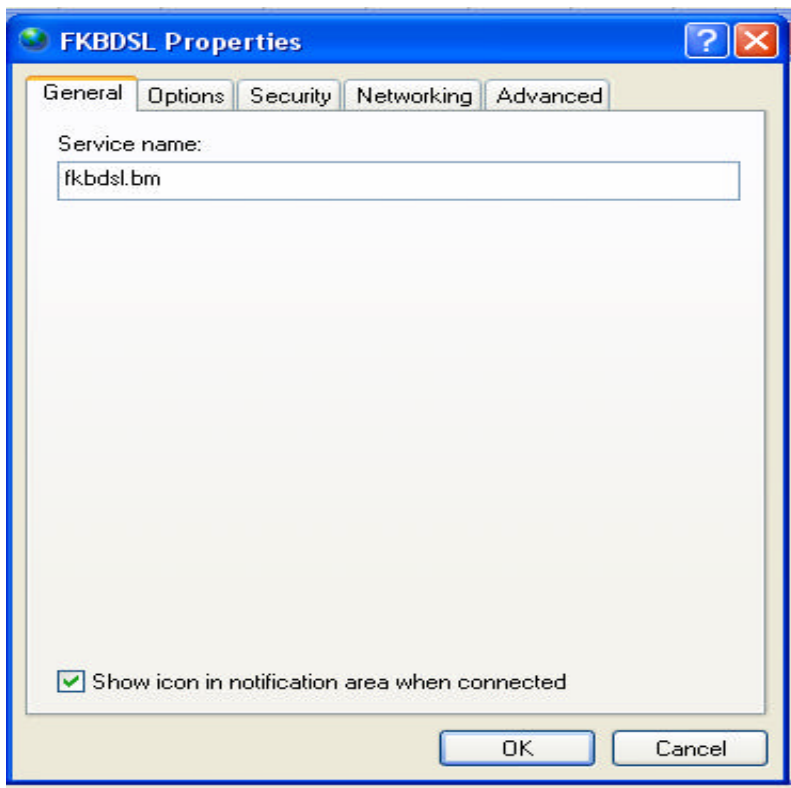 FKBDSL Properties
General Options Security Networking Advanced
Service name:
fkbdsl.bm
Show icon in notification area when connected
OK Cancel